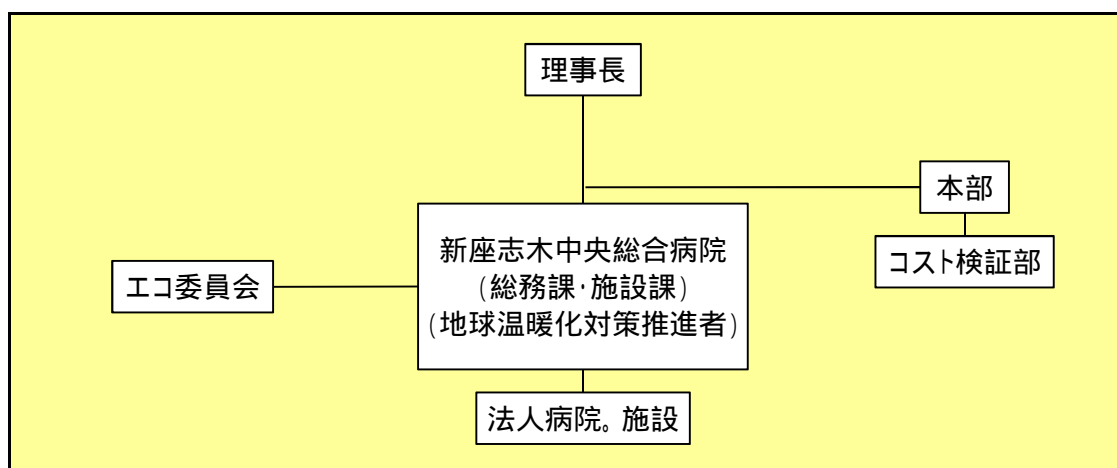 理事長
本部
コスト検証部
新座志木中央総合病院
(総務課・施設課)
(地球温暖化対策推進者)
エコ委員会
法人病院。施設